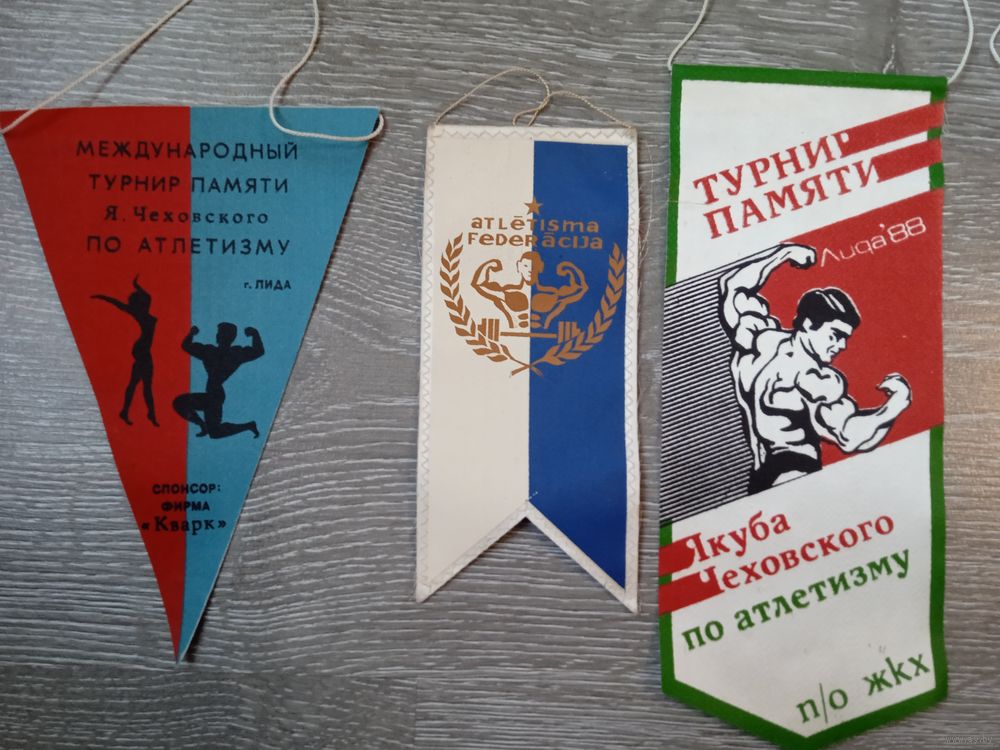 МЕЖДУНАРОДНЫЙ
ТУРНИР ПАМЯТИ
Я. Чеховского
ПО АТЛЕТИЗМУ
г. ЛИДА
СПОНСОР:
ФИРМА
«Кварк»
atlētisma
Federācija
ТУРНИР
ПАМЯТИ
Лида'88
Якуба
Чеховского
по атлетизму
п/о жкх